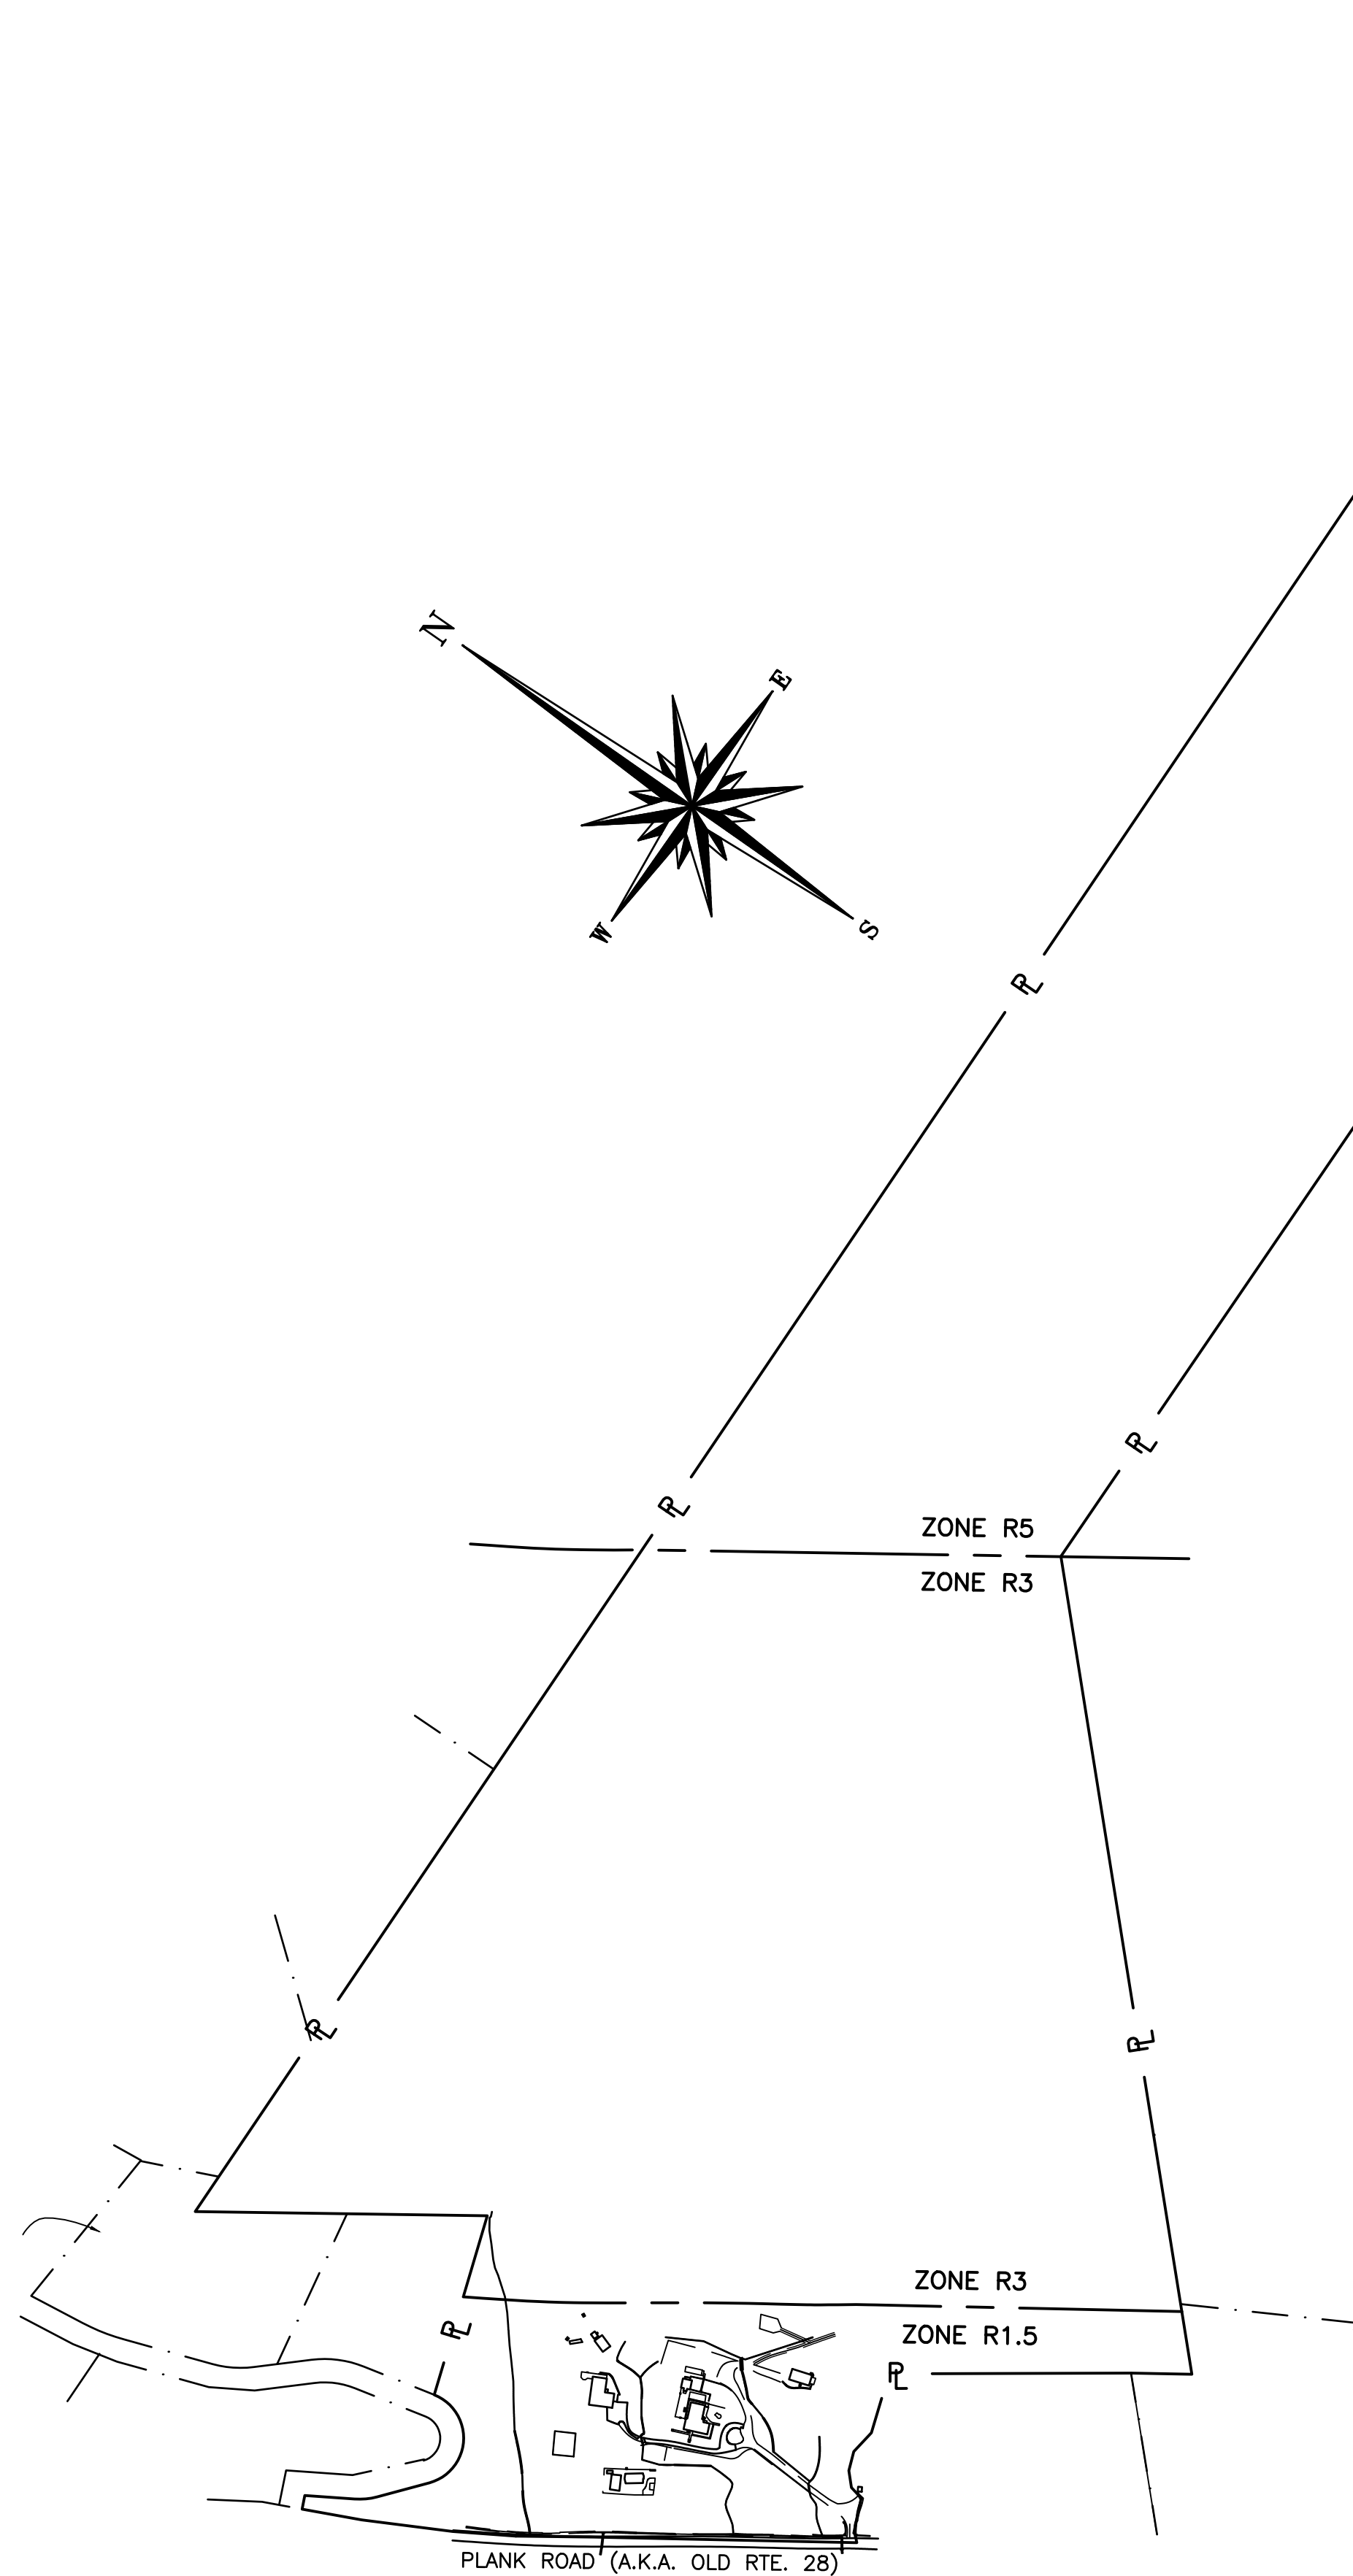 N
E
W
S
PL
PL
PL
ZONE R5
ZONE R3
PL
PL
ZONE R3
PL
ZONE R1.5
PL
PLANK ROAD (A.K.A. OLD RTE. 28)